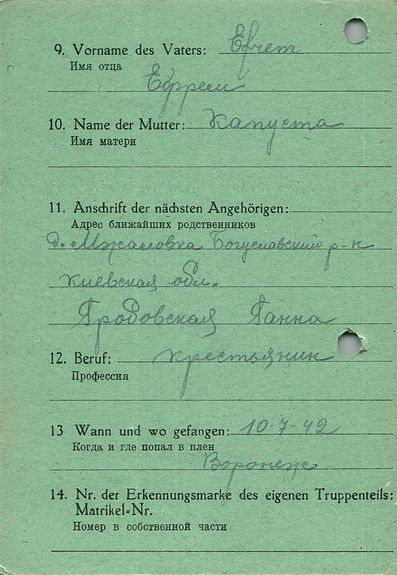 9. Vorname des Vaters: Efrem
Имя отца
Ефрем
10. Name der Mutter: Капуста
Имя матери
11. Anschrift der nächsten Angehörigen:
Адрес ближайших родственников
д. Мжаловка Богуславский р-н
Киевская обл.
Гродовская Ганна
12. Beruf: крестьянин
Профессия
13 Wann und wo gefangen: 10-7-42
Когда и где попал в плен
Воронеж
14. Nr. der Erkennungsmarke des eigenen Truppenteils:
Matrikel-Nr.
Номер в собственной части